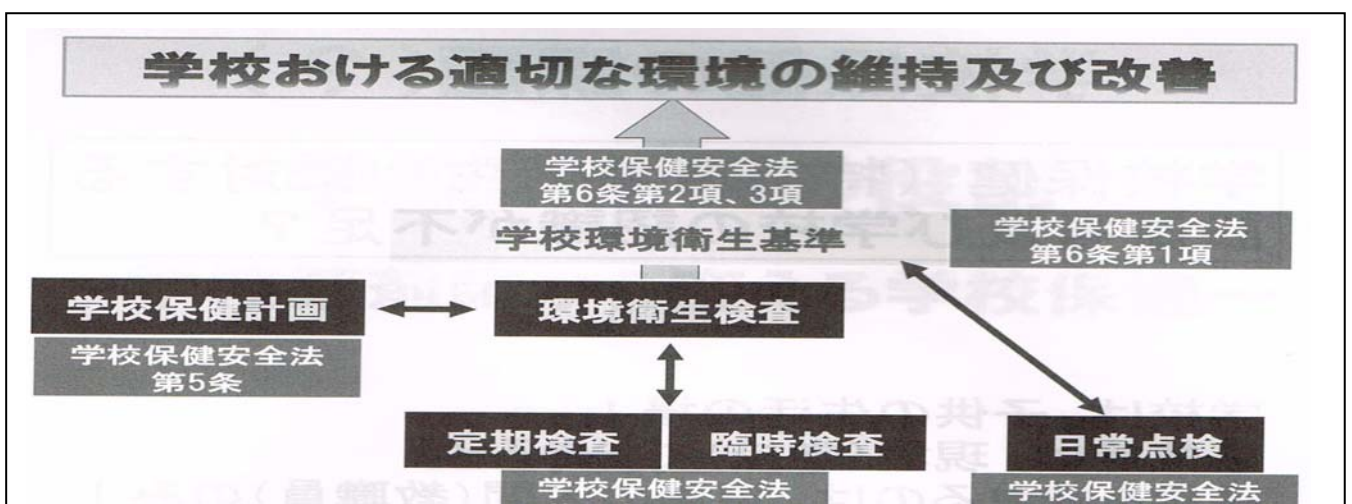 学校おける適切な環境の維持及び改善
学校保健安全法
第6条第2項、3項
学校環境衛生基準
学校保健安全法
第6条第1項
学校保健計画
環境衛生検査
学校保健安全法
第5条
定期検査
臨時検査
日常点検
学校保健安全法
学校保健安全法